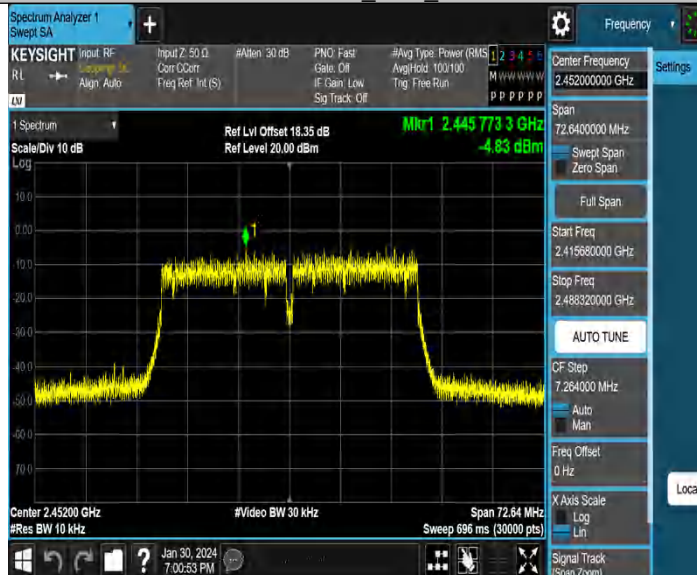 Spectrum Analyzer 1
Swept SA
Frequency
KEYSIGHT
RL
Input: RF
Align: Auto
Input Z: 50 Ω
Corr CCorr
Freq Ref: Int (S)
#Atten: 30 dB
PNO: Fast
Gate: Off
IF Gain: Low
Sig Track: Off
#Avg Type: Power (RMS
Avg|Hold: 100/100
Trig: Free Run
1 2 3 4 5 6
M W W W W W
P P P P P P
LXI
1 Spectrum
Scale/Div 10 dB
Ref Lvl Offset 18.35 dB
Ref Level 20.00 dBm
Mkr1 2.445 773 3 GHz
-4.83 dBm
Log
10.0
0.00
-10.0
-20.0
-30.0
-40.0
-50.0
-60.0
-70.0
1
Center 2.45200 GHz
#Res BW 10 kHz
#Video BW 30 kHz
Span 72.64 MHz
Sweep 696 ms (30000 pts)
Center Frequency
2.452000000 GHz
Settings
Span
72.6400000 MHz
Swept Span
Zero Span
Full Span
Start Freq
2.415680000 GHz
Stop Freq
2.488320000 GHz
AUTO TUNE
CF Step
7.264000 MHz
Auto
Man
Freq Offset
0 Hz
X Axis Scale
Log
Lin
Loca
Signal Track
(Span Zoom)
?
Jan 30, 2024
7:00:53 PM